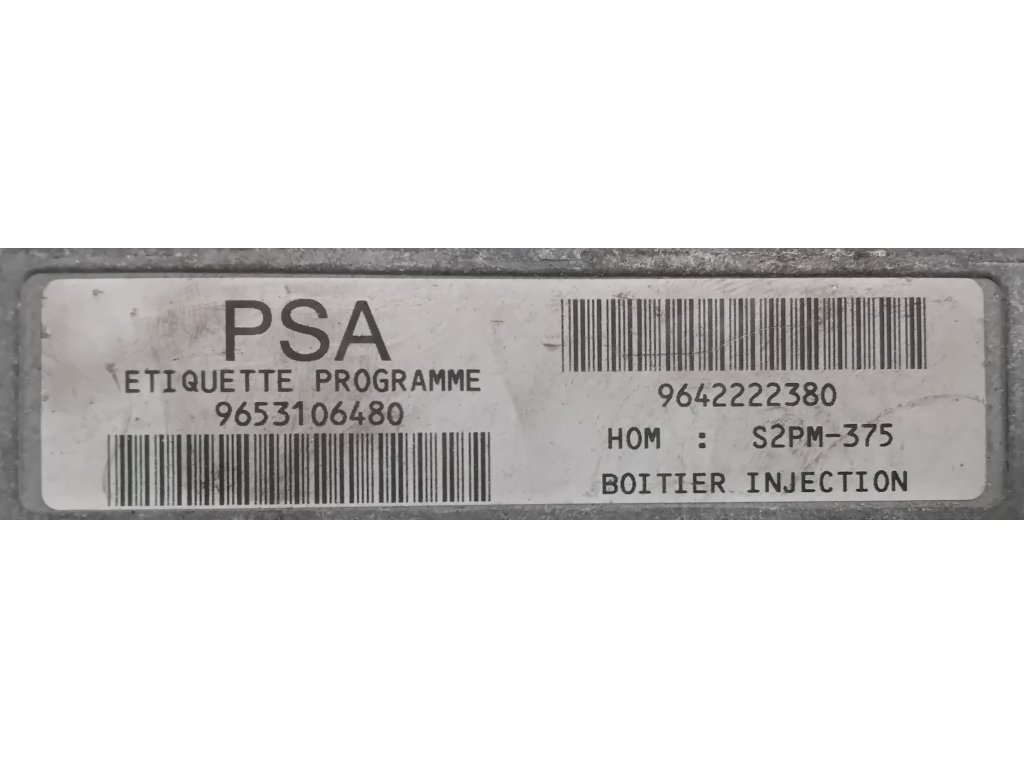 PSA
ETIQUETTE PROGRAMME
9653106480
9642222380
HOM : S2PM-375
BOITIER INJECTION